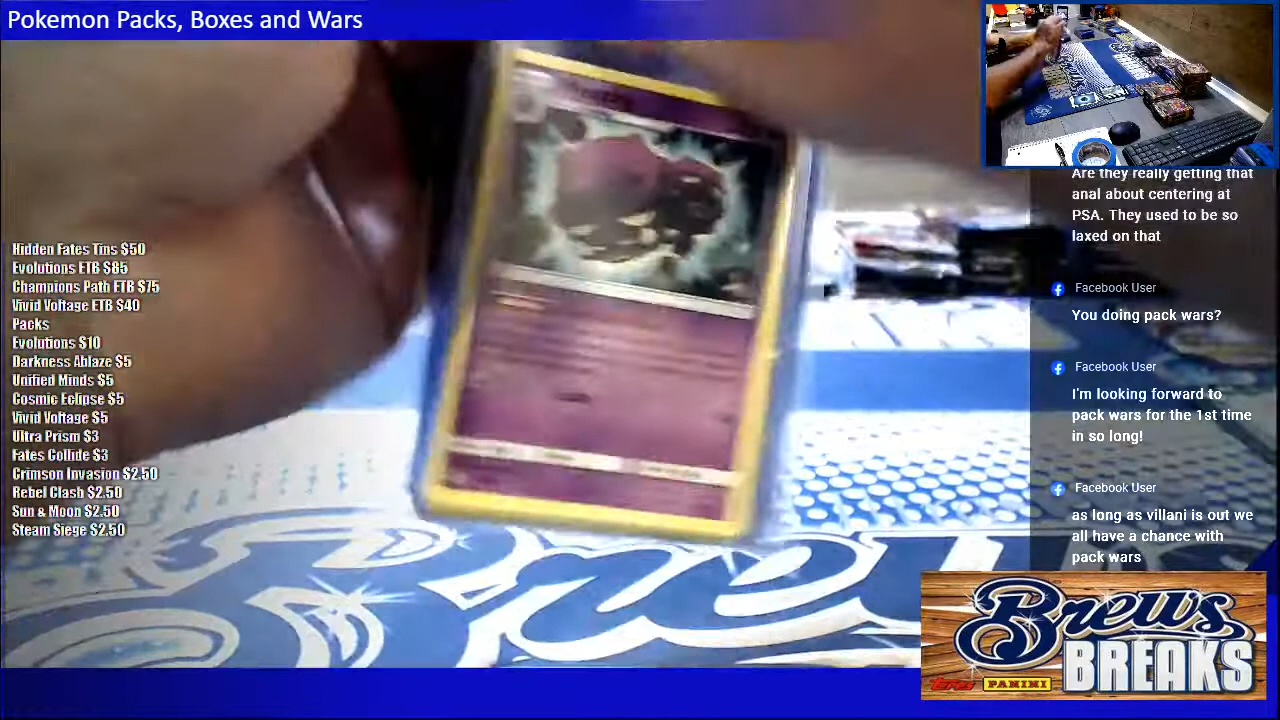 Pokemon Packs, Boxes and Wars
Hidden Fates Tins $50
Evolutions ETB $85
Champions Path ETB $75
Vivid Voltage ETB $40
Packs
Evolutions $10
Darkness Ablaze $5
Unified Minds $5
Cosmic Eclipse $5
Vivid Voltage $5
Ultra Prism $3
Fates Collide $3
Crimson Invasion $2.50
Rebel Clash $2.50
Sun & Moon $2.50
Steam Siege $2.50
Are they really getting that
anal about centering at
PSA. They used to be so
laxed on that
Facebook User
You doing pack wars?
Facebook User
I'm looking forward to
pack wars for the 1st time
in so long!
Facebook User
as long as villani is out we
all have a chance with
pack wars
Brews
BREAKS
topps PANINI